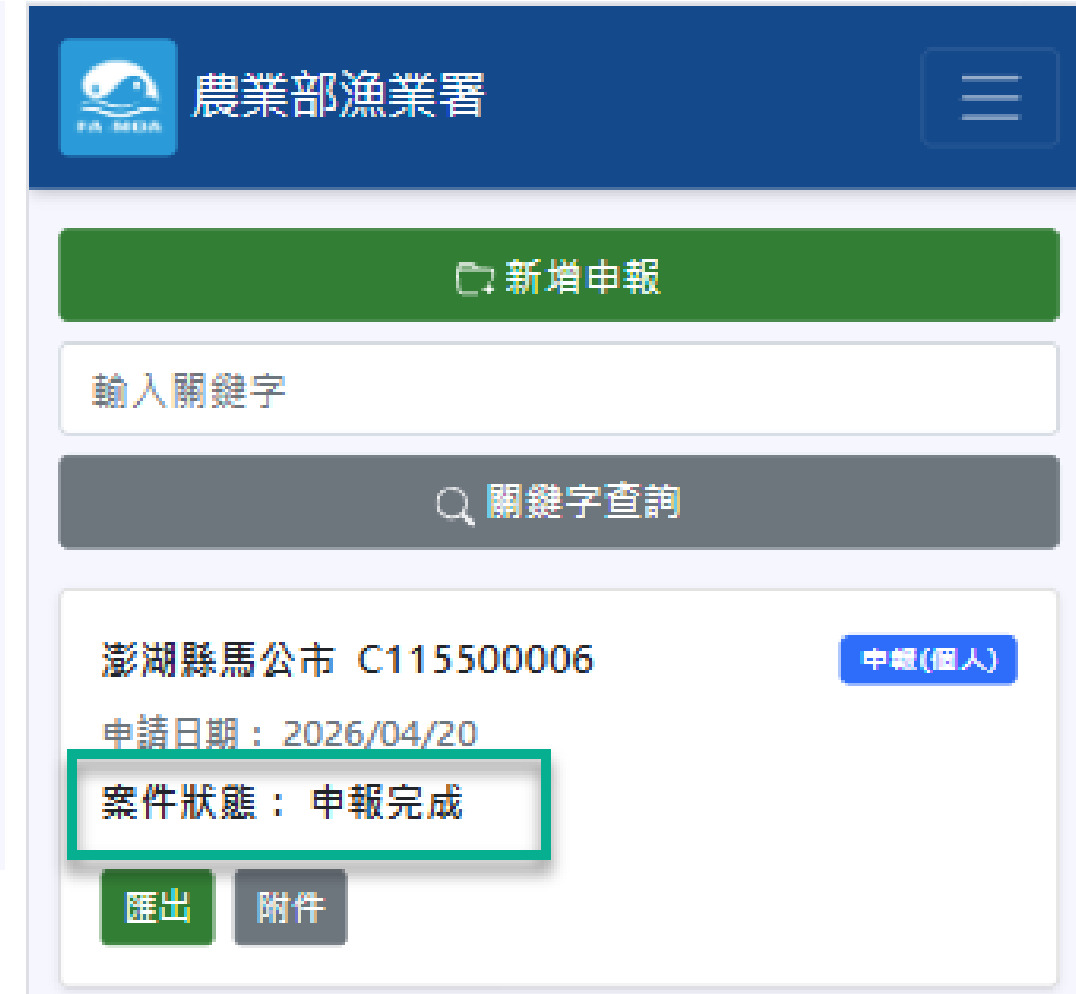 FA MOA
農業部漁業署
新增申報
輸入關鍵字
關鍵字查詢
澎湖縣馬公市 C115500006
申報(個人)
申請日期： 2026/04/20
案件狀態： 申報完成
匯出
附件